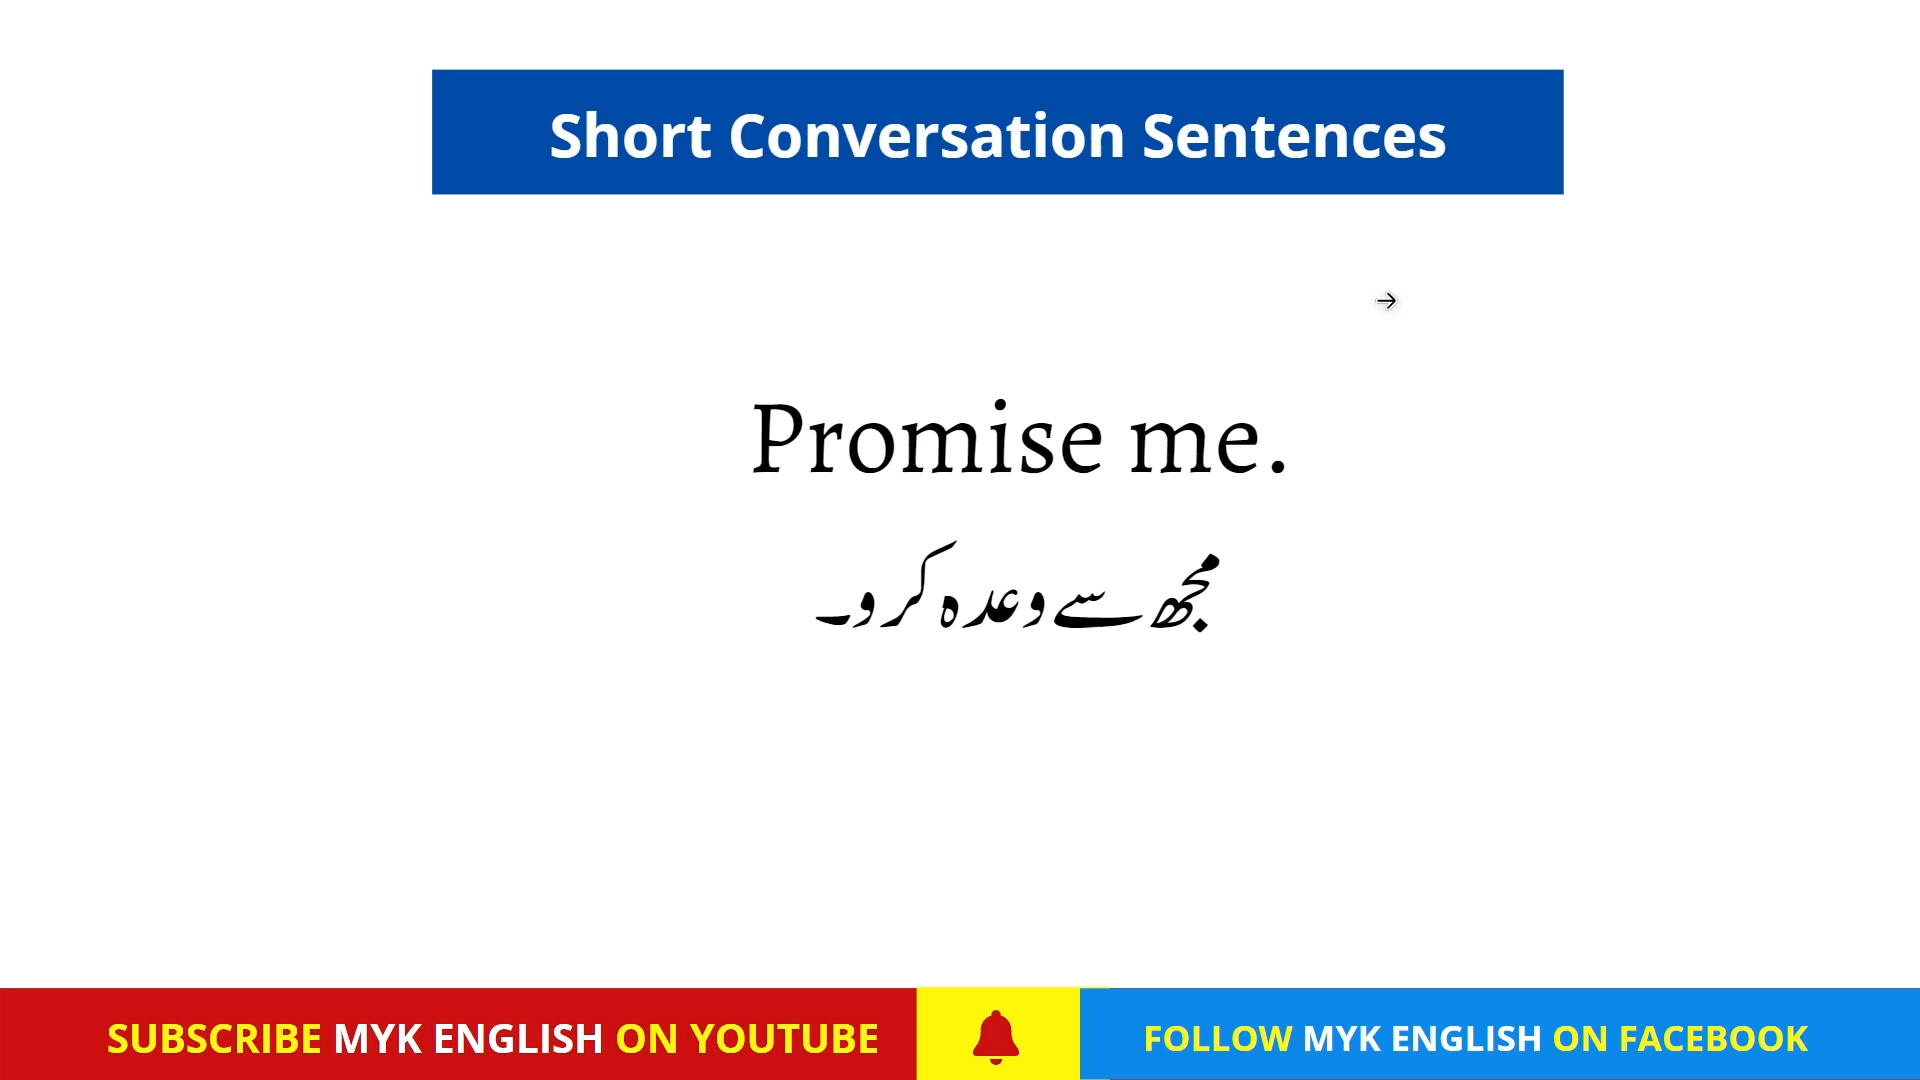 Short Conversation Sentences
Promise me.
مجھ سے وعدہ کرو۔
SUBSCRIBE MYK ENGLISH ON YOUTUBE
FOLLOW MYK ENGLISH ON FACEBOOK